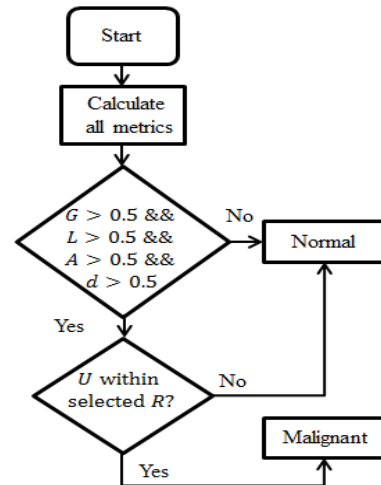 Start
Calculate
all metrics
G > 0.5 &&
L > 0.5 &&
A > 0.5 &&
d > 0.5
No
Normal
Yes
U within
selected R?
No
Malignant
Yes